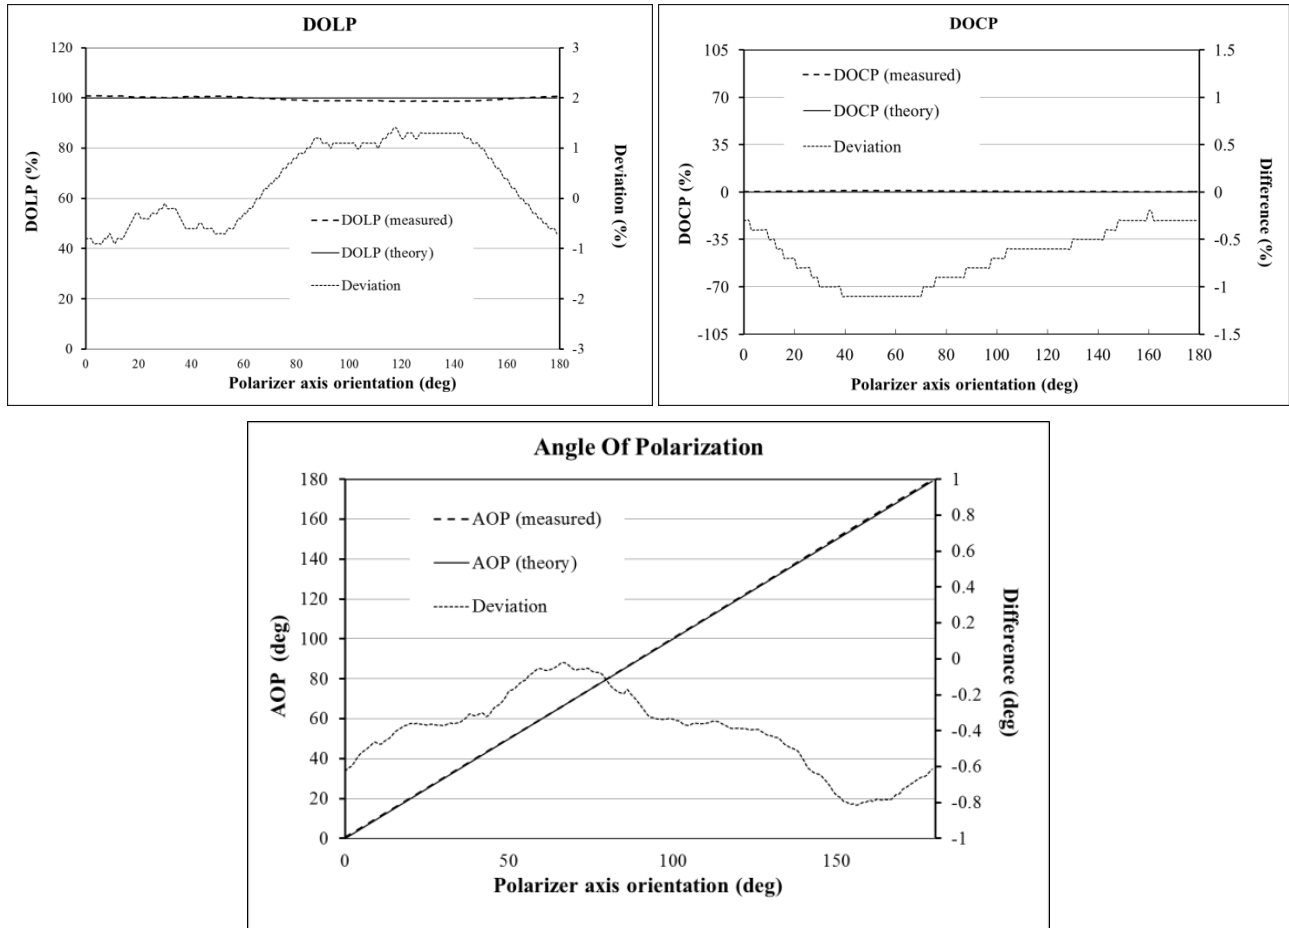 DOLP
120
100
80
60
40
20
0
DOLP (%)
3
2
1
0
-1
-2
-3
Deviation (%)
DOLP (measured)
DOLP (theory)
Deviation
0 20 40 60 80 100 120 140 160 180
Polarizer axis orientation (deg)
DOCP
105
70
35
0
-35
-70
-105
DOCP (%)
1.5
1
0.5
0
-0.5
-1
-1.5
Difference (%)
DOCP (measured)
DOCP (theory)
Deviation
0 20 40 60 80 100 120 140 160 180
Polarizer axis orientation (deg)
Angle Of Polarization
180
160
140
120
100
80
60
40
20
0
AOP (deg)
1
0.8
0.6
0.4
0.2
0
-0.2
-0.4
-0.6
-0.8
-1
Difference (deg)
AOP (measured)
AOP (theory)
Deviation
0 50 100 150
Polarizer axis orientation (deg)